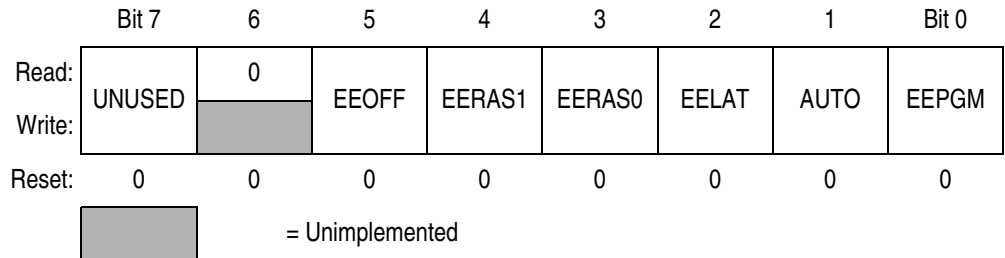 Bit 7 6 5 4 3 2 1 Bit 0
Read: 0
UNUSED EEOFF EERAS1 EERAS0 EELAT AUTO EEPGM
Write:
Reset: 0 0 0 0 0 0 0 0
= Unimplemented